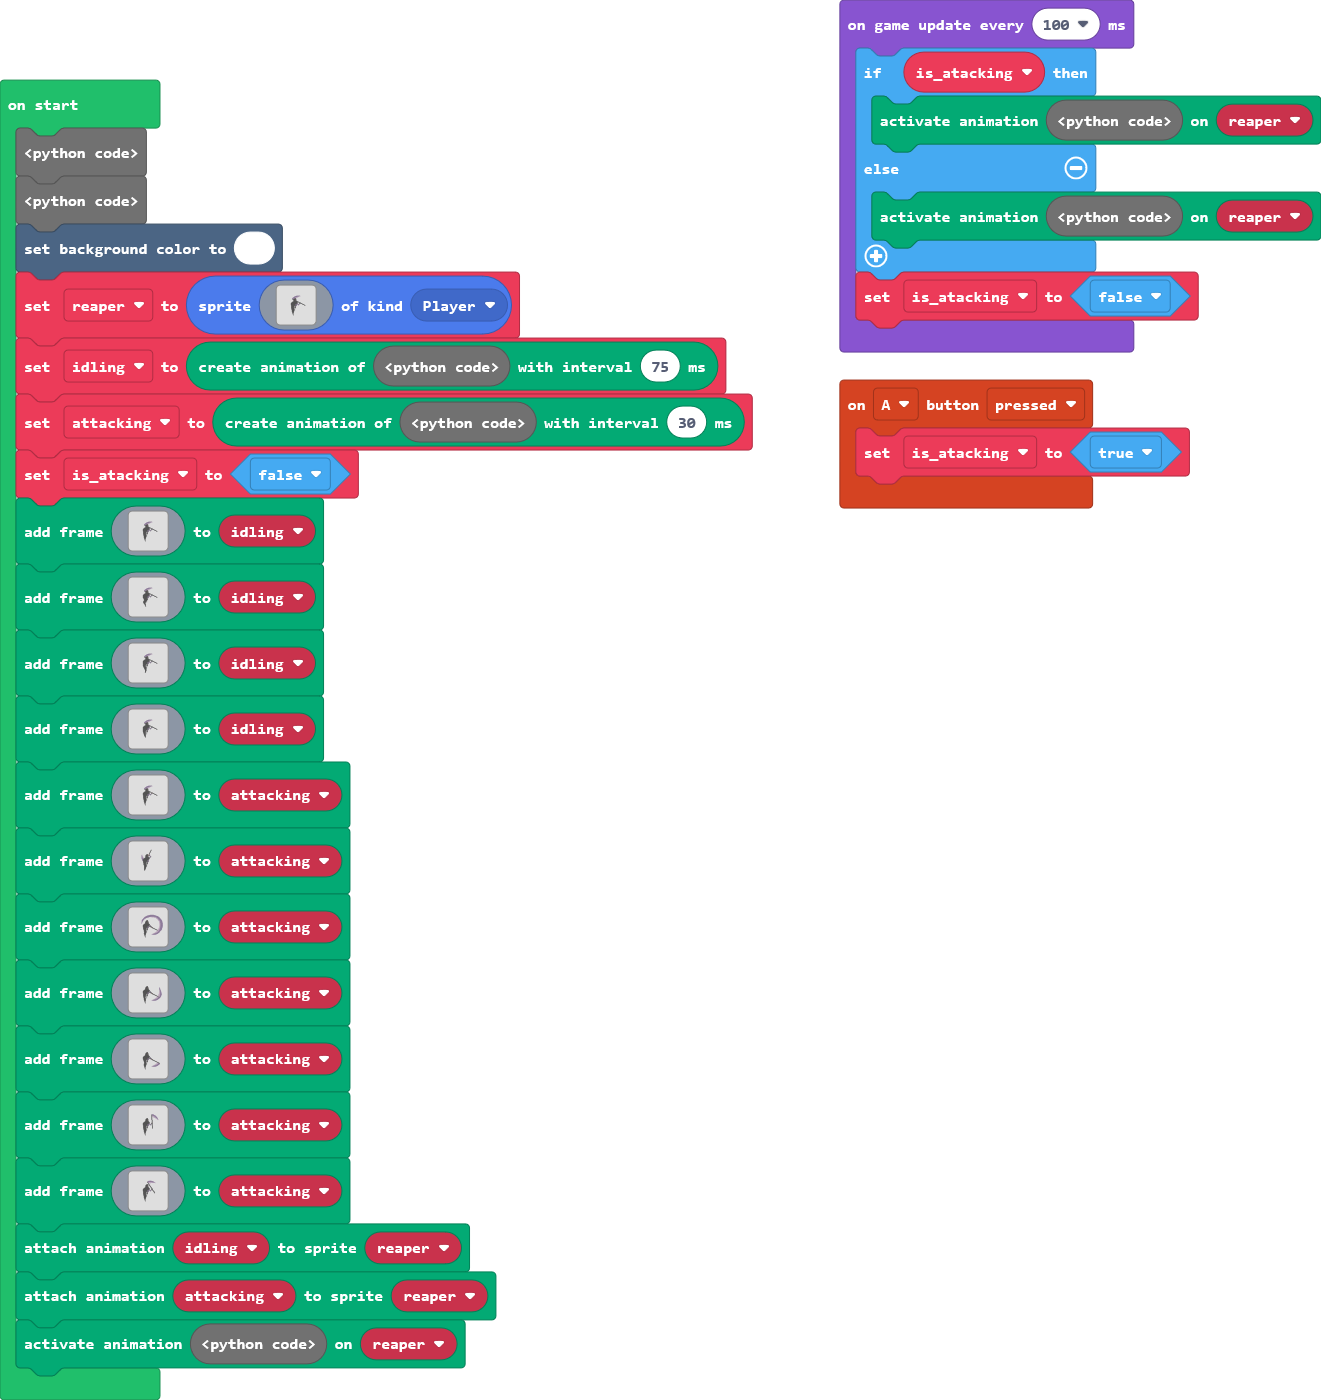 on start
<python code>
<python code>
set background color to
set reaper to sprite of kind Player
set idling to create animation of <python code> with interval 75 ms
set attacking to create animation of <python code> with interval 30 ms
set is_atacking to false
add frame to idling
add frame to idling
add frame to idling
add frame to idling
add frame to attacking
add frame to attacking
add frame to attacking
add frame to attacking
add frame to attacking
add frame to attacking
add frame to attacking
attach animation idling to sprite reaper
attach animation attacking to sprite reaper
activate animation <python code> on reaper
on game update every 100 ms
if is_atacking then
activate animation <python code> on reaper
else
activate animation <python code> on reaper
set is_atacking to false
on A button pressed
set is_atacking to true